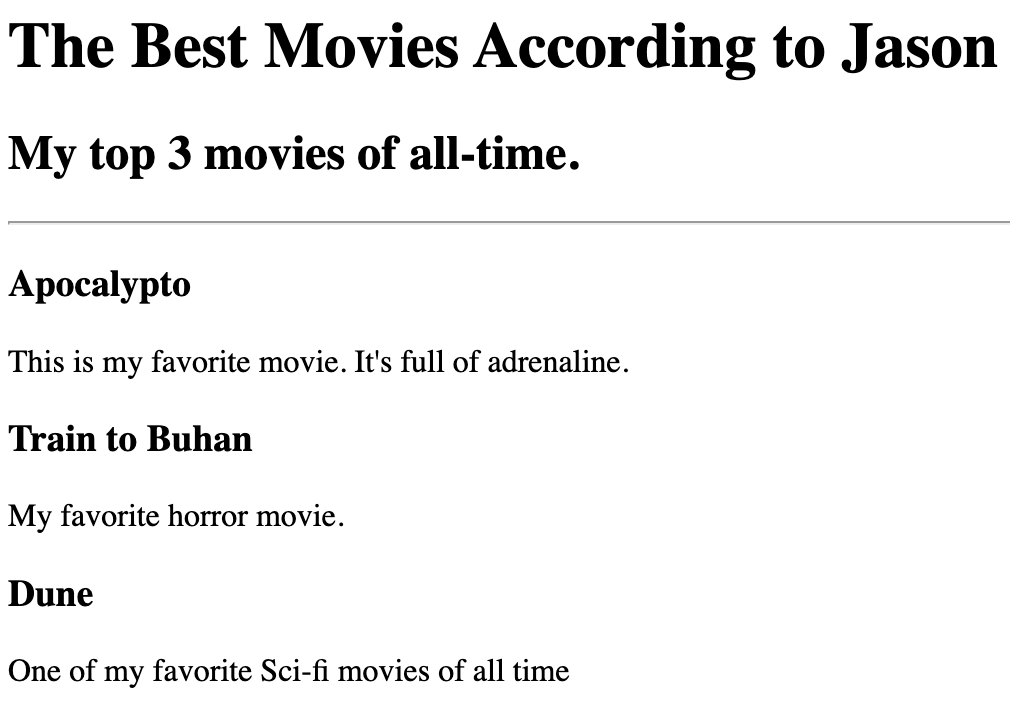 The Best Movies According to Jason
My top 3 movies of all-time.
Apocalypto
This is my favorite movie. It's full of adrenaline.
Train to Buhan
My favorite horror movie.
Dune
One of my favorite Sci-fi movies of all time